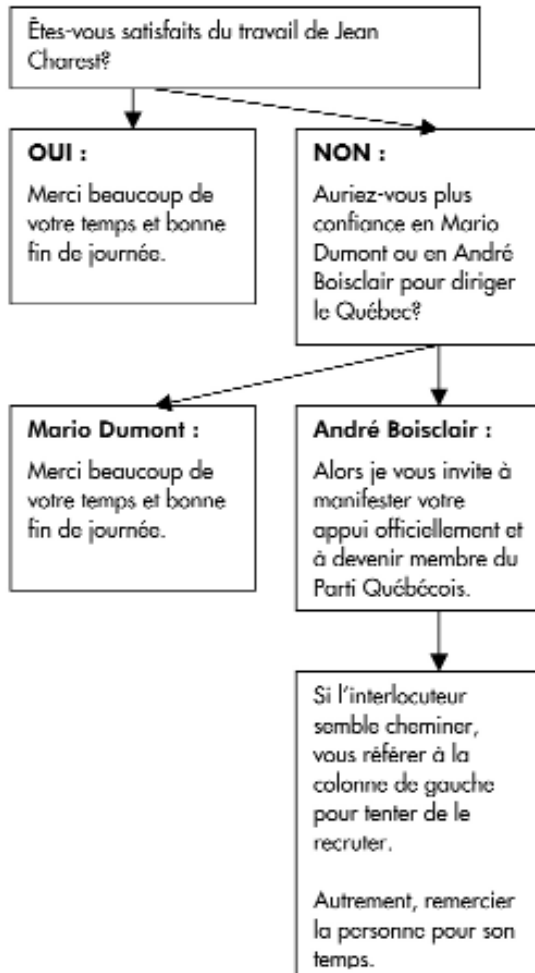 Êtes-vous satisfaits du travail de Jean
Charest?
OUI :
Merci beaucoup de
votre temps et bonne
fin de journée.
NON :
Auriez-vous plus
confiance en Mario
Dumont ou en André
Boisclair pour diriger
le Québec?
Mario Dumont :
Merci beaucoup de
votre temps et bonne
fin de journée.
André Boisclair :
Alors je vous invite à
manifester votre
appui officiellement et
à devenir membre du
Parti Québécois.
Si l'interlocuteur
semble cheminer,
vous référer à la
colonne de gauche
pour tenter de le
recruter.
Autrement, remercier
la personne pour son
temps.